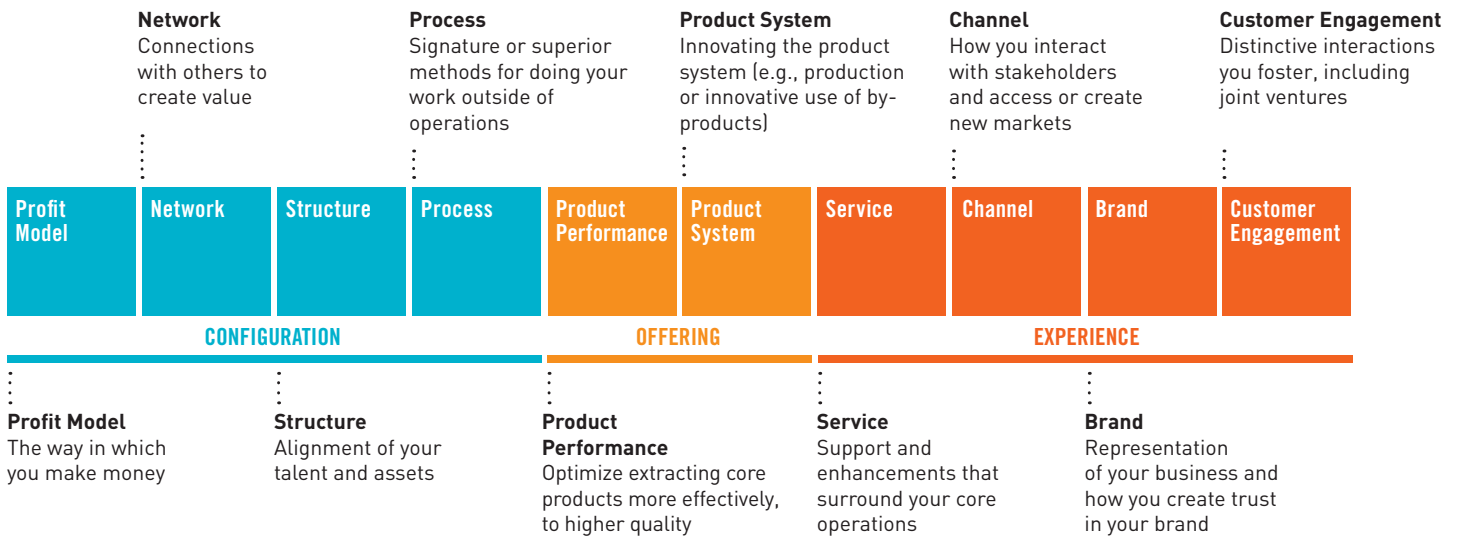 Network
Connections
with others to
create value
Process
Signature or superior
methods for doing your
work outside of
operations
Product System
Innovating the product
system (e.g., production
or innovative use of by-
products)
Channel
How you interact
with stakeholders
and access or create
new markets
Customer Engagement
Distinctive interactions
you foster, including
joint ventures
Profit
Model
Network
Structure
Process
Product
Performance
Product
System
Service
Channel
Brand
Customer
Engagement
CONFIGURATION
OFFERING
EXPERIENCE
Profit Model
The way in which
you make money
Structure
Alignment of your
talent and assets
Product
Performance
Optimize extracting core
products more effectively,
to higher quality
Service
Support and
enhancements that
surround your core
operations
Brand
Representation
of your business and
how you create trust
in your brand